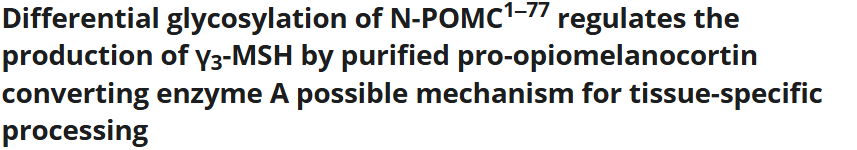 Differential glycosylation of N-POMC¹⁻⁷⁷ regulates the
production of γ₃-MSH by purified pro-opiomelanocortin
converting enzyme A possible mechanism for tissue-specific
processing